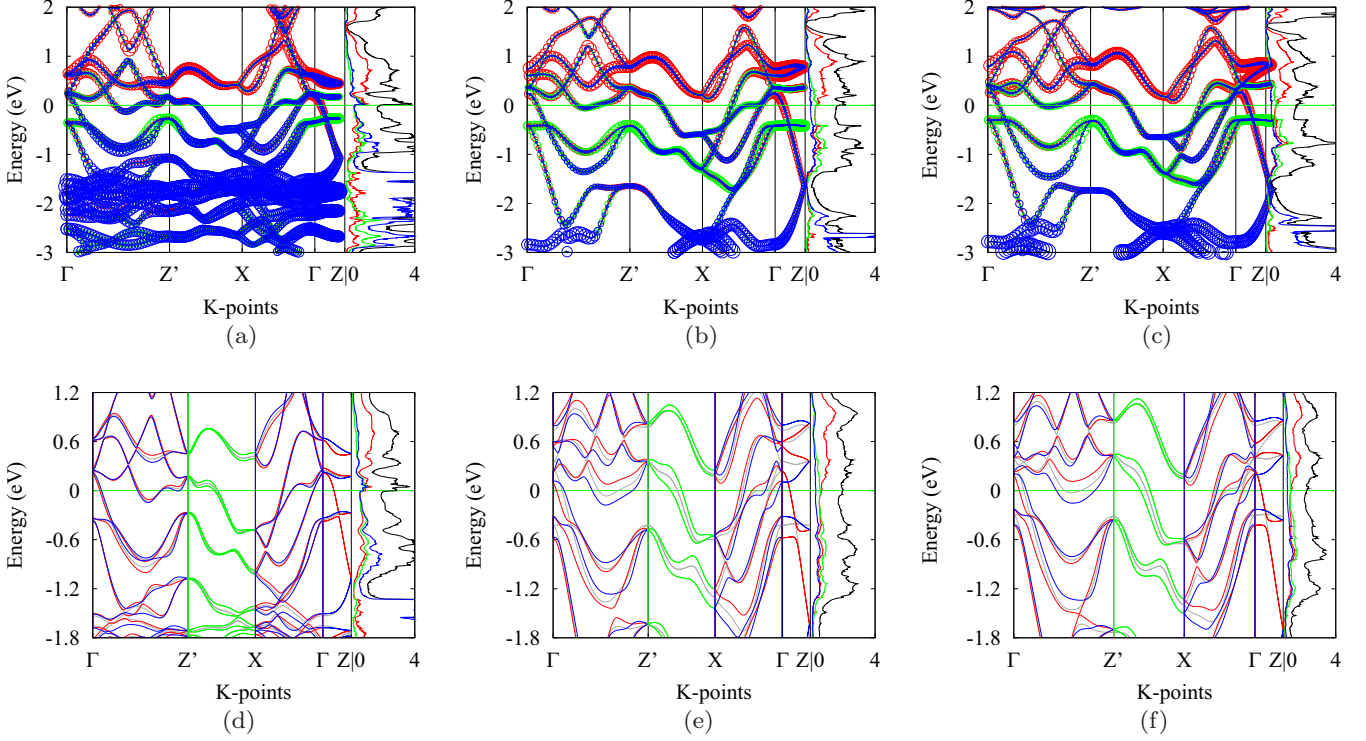 2
1
0
-1
-2
-3
Energy (eV)
Γ Z' X Γ Z|0 4
K-points
(a)
2
1
0
-1
2
-3
Energy (eV)
Γ Z' X Γ Z|0 4
K-points
(b)
2
1
0
-1
2
-3
Energy (eV)
Γ Z' X Γ Z|0 4
K-points
(c)
1.2
0.6
0
-0.6
-1.2
-1.8
Energy (eV)
Γ Z' X Γ Z|0 4
K-points
(d)
1.2
0.6
0
-0.6
-1.2
-1.8
Energy (eV)
Γ Z' X Γ Z|0 4
K-points
(e)
1.2
0.6
0
-0.6
-1.2
-1.8
Energy (eV)
Γ Z' X Γ Z|0 4
K-points
(f)